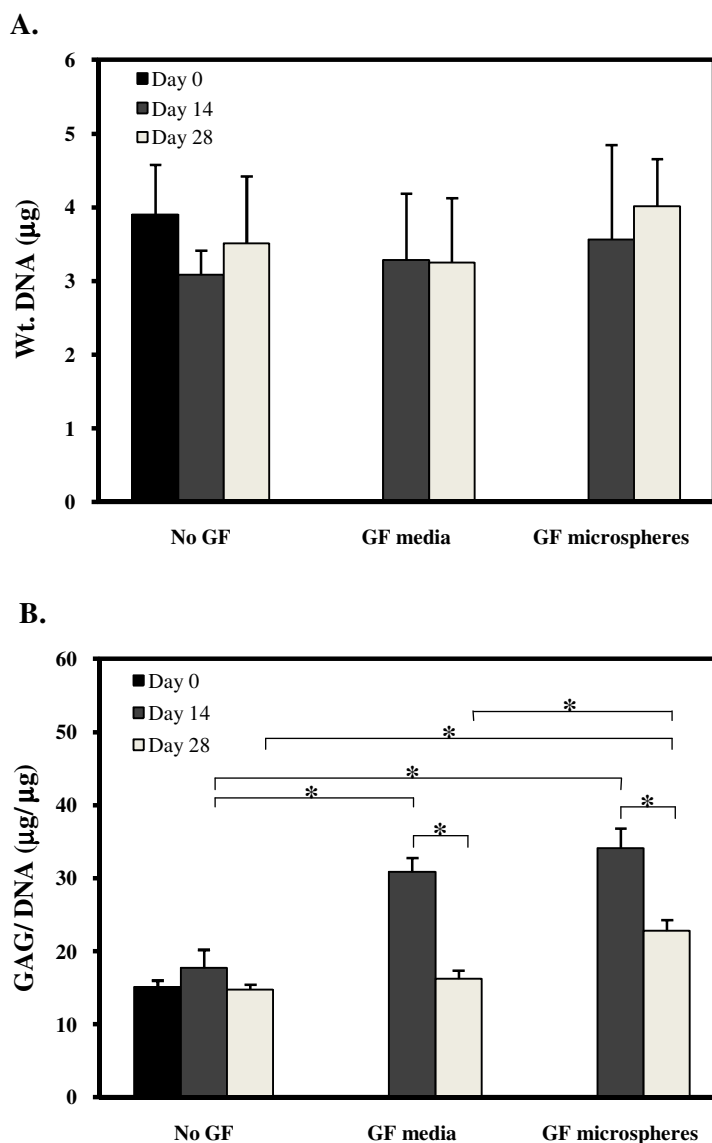 A.
Wt. DNA (µg)
6
5
4
3
2
1
0
Day 0
Day 14
Day 28
No GF GF media GF microspheres
B.
GAG/ DNA (µg/µg)
60
50
40
30
20
10
0
Day 0
Day 14
Day 28
*
*
*
*
*
*
No GF GF media GF microspheres